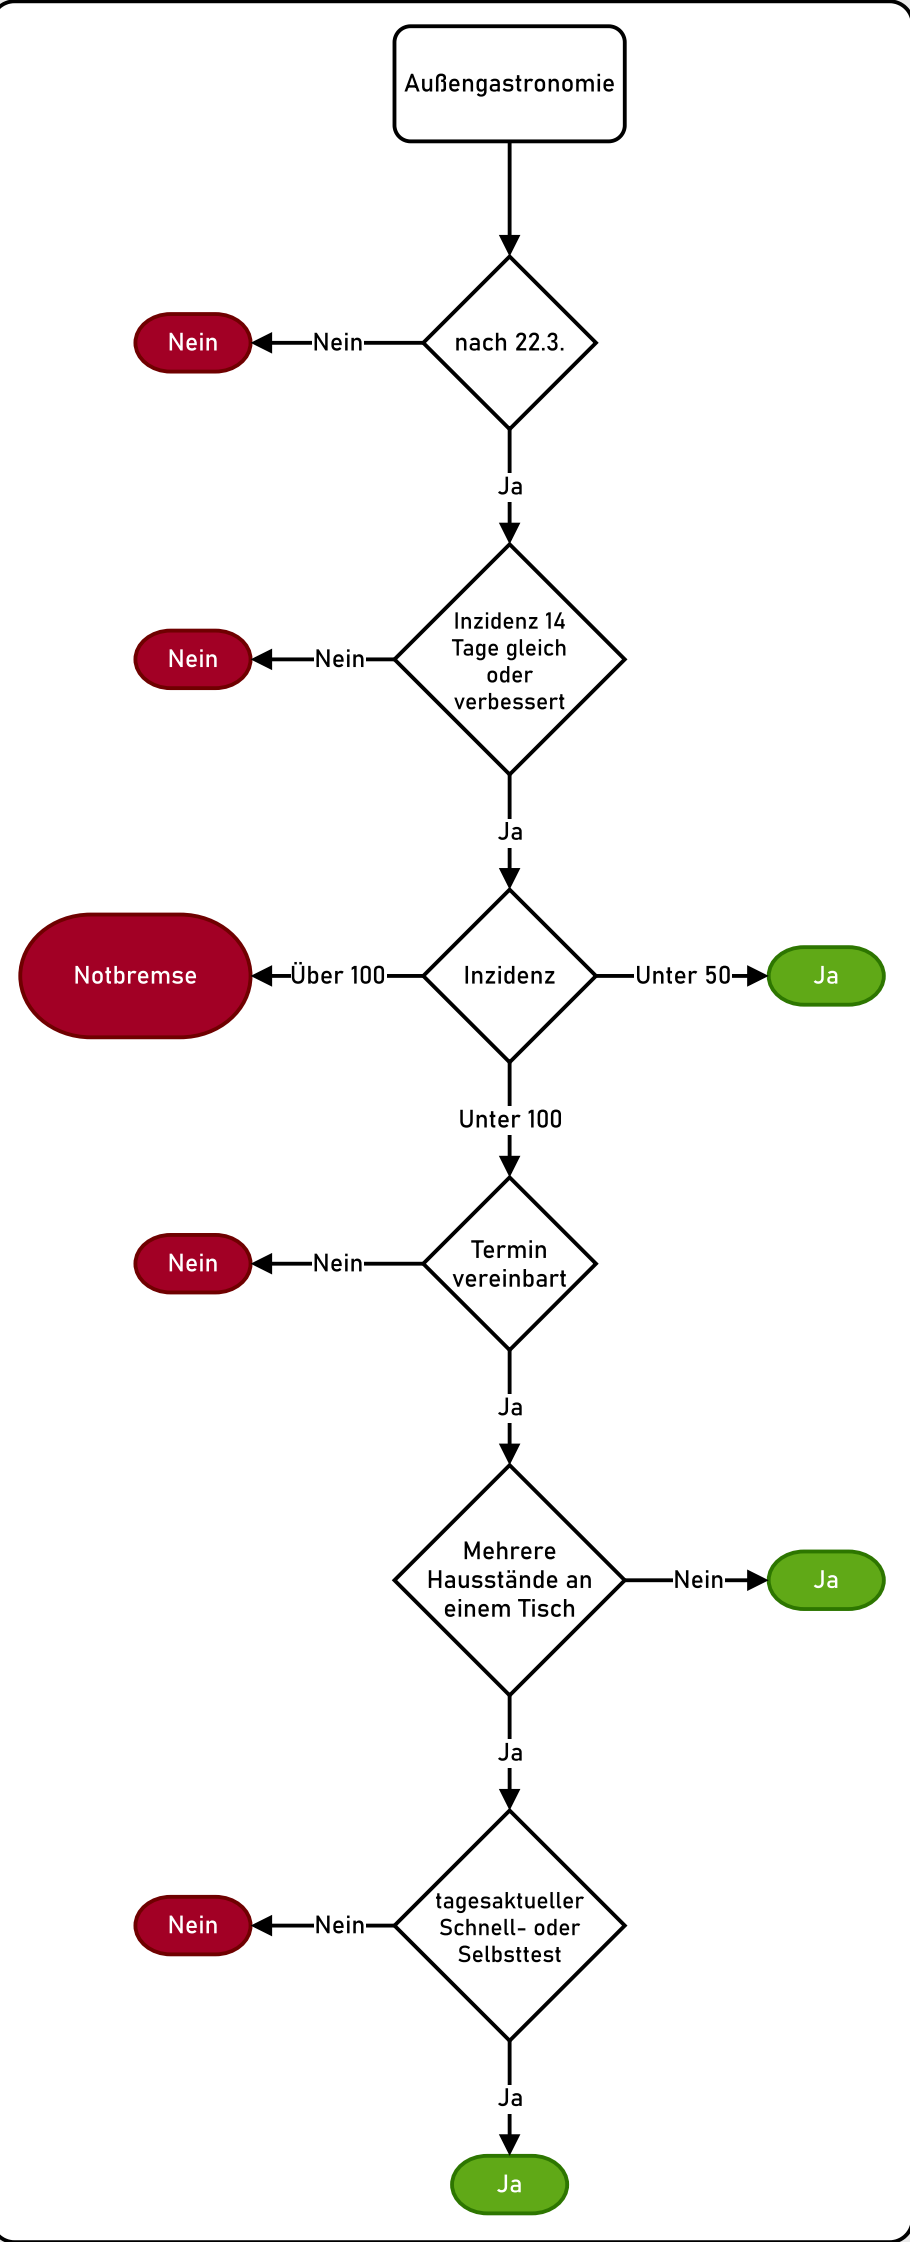 Außengastronomie
nach 22.3.
Nein
Nein
Ja
Inzidenz 14
Tage gleich
oder
verbessert
Nein
Nein
Ja
Inzidenz
Über 100
Notbremse
Unter 50
Ja
Unter 100
Termin
vereinbart
Nein
Nein
Ja
Mehrere
Hausstände an
einem Tisch
Nein
Ja
Ja
tagesaktueller
Schnell- oder
Selbsttest
Nein
Nein
Ja
Ja